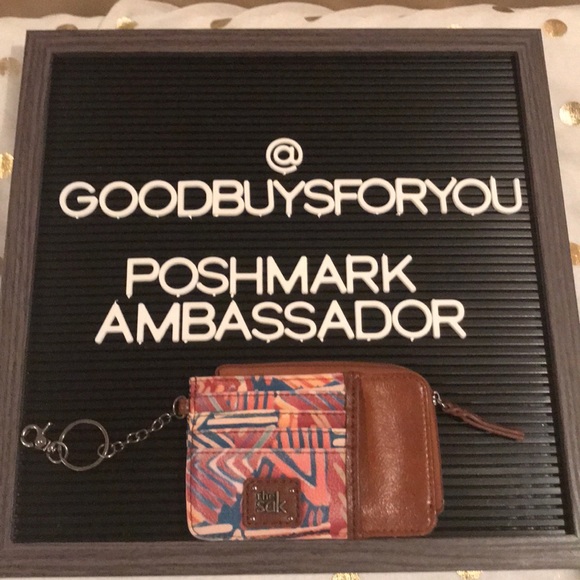 @
GOODBUYSFORYOU
POSHMARK
AMBASSADOR
the
sak